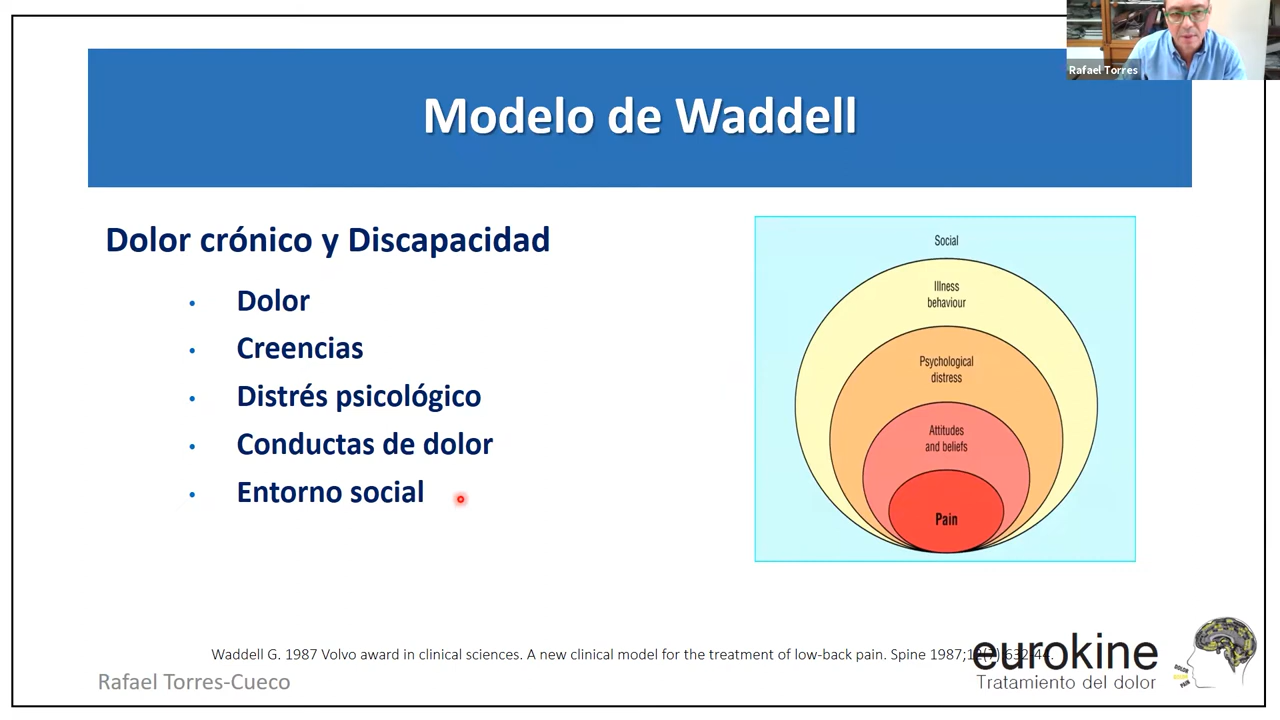 Rafael Torres
Modelo de Waddell
Dolor crónico y Discapacidad
• Dolor
• Creencias
• Distrés psicológico
• Conductas de dolor
• Entorno social
Social
Illness
behaviour
Psychological
distress
Attitudes
and beliefs
Pain
Waddell G. 1987 Volvo award in clinical sciences. A new clinical model for the treatment of low-back pain. Spine 1987;
Rafael Torres-Cueco
eurokine
Tratamiento del dolor
DOLOR
PAIN